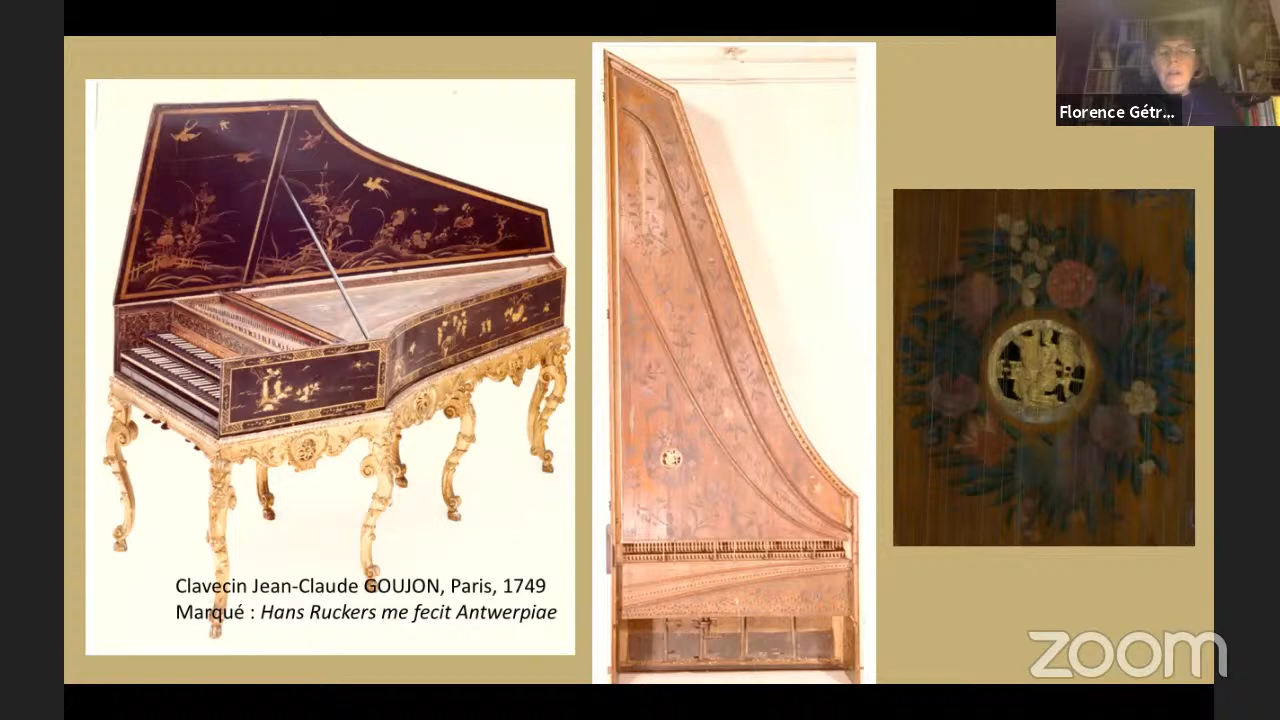 Florence Gétr...
Clavecin Jean-Claude GOUJON, Paris, 1749
Marqué : Hans Ruckers me fecit Antwerpiae
zoom